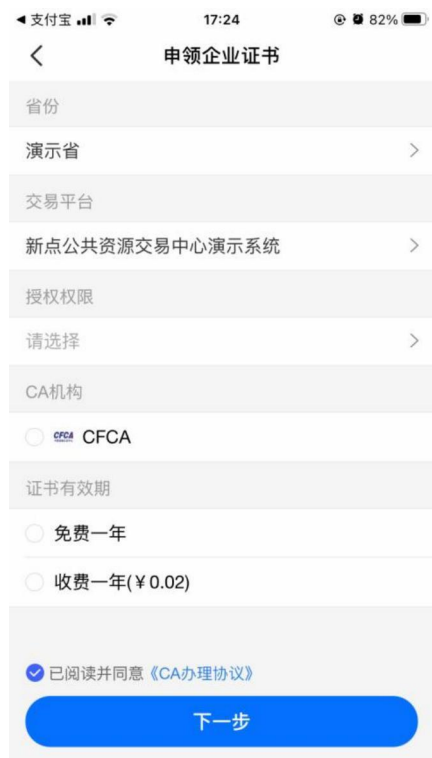 支付宝 17:24 82%
申领企业证书
省份
演示省
交易平台
新点公共资源交易中心演示系统
授权权限
请选择
CA机构
CFCA CFCA
证书有效期
免费一年
收费一年(¥0.02)
已阅读并同意《CA办理协议》
下一步